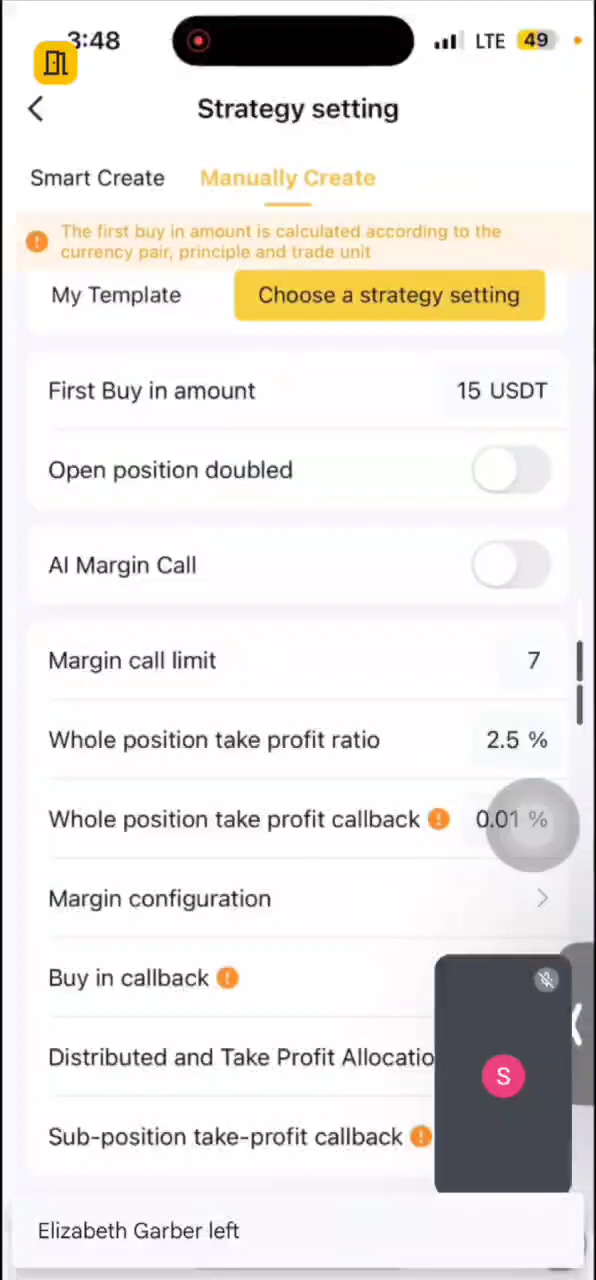 3:48
LTE
49
Strategy setting
Smart Create
Manually Create
The first buy in amount is calculated according to the
currency pair, principle and trade unit
My Template
Choose a strategy setting
First Buy in amount
15 USDT
Open position doubled
AI Margin Call
Margin call limit
7
Whole position take profit ratio
2.5 %
Whole position take profit callback
0.01 %
Margin configuration
Buy in callback
Distributed and Take Profit Allocatio
Sub-position take-profit callback
S
Elizabeth Garber left